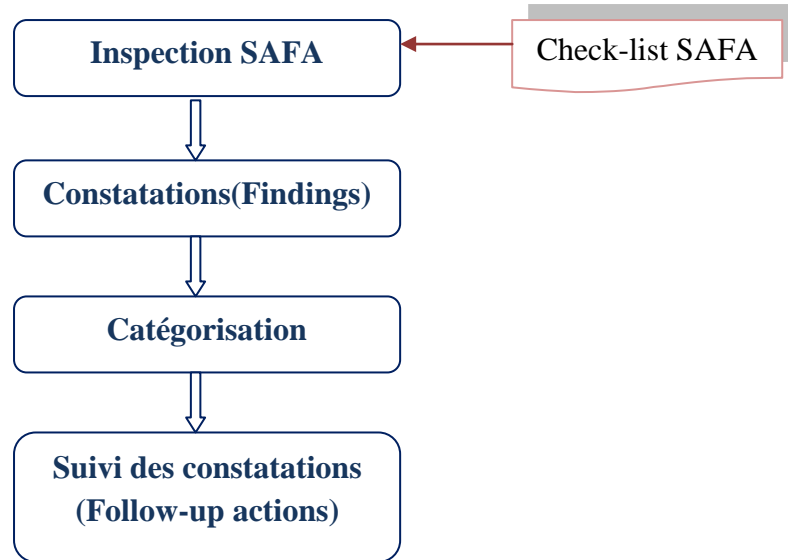 Inspection SAFA
Check-list SAFA
Constatations(Findings)
Catégorisation
Suivi des constatations
(Follow-up actions)